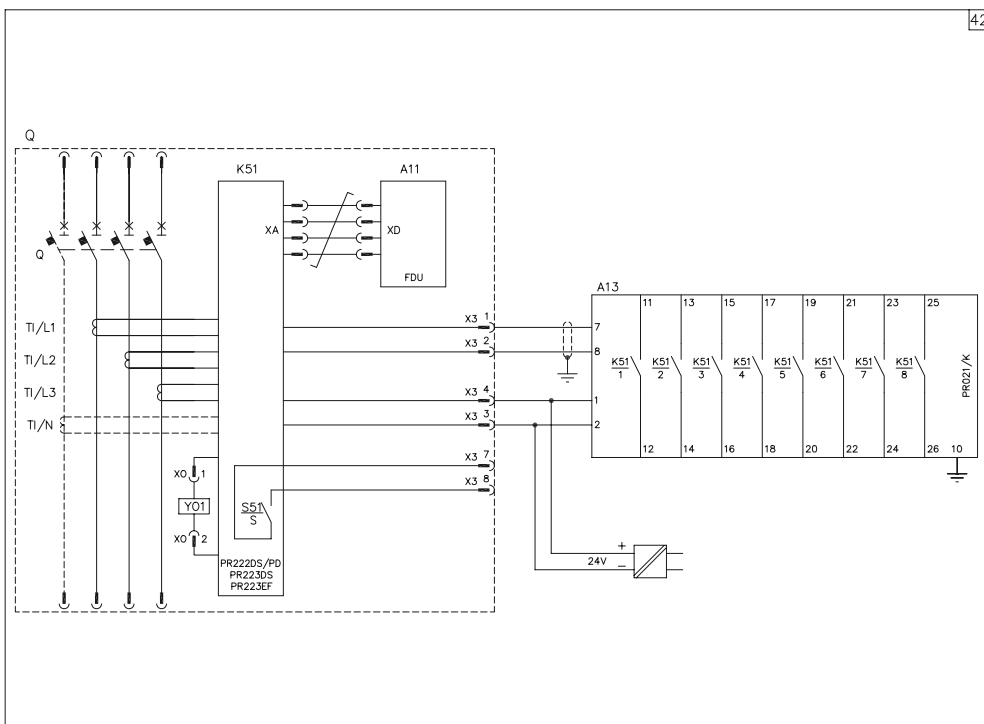 42
Q
K51
A11
XA
XD
Q
FDU
A13
11 13 15 17 19 21 23 25
TI/L1
X3 1
7
TI/L2
X3 2
8
K51/1 K51/2 K51/3 K51/4 K51/5 K51/6 K51/7 K51/8
PR021/K
TI/L3
X3 4
1
TI/N
X3 3
2
12 14 16 18 20 22 24 26 10
X3 7
X0 1
X3 8
Y01
S51/S
X0 2
PR222DS/PD
PR223DS
PR223EF
+
24V
–